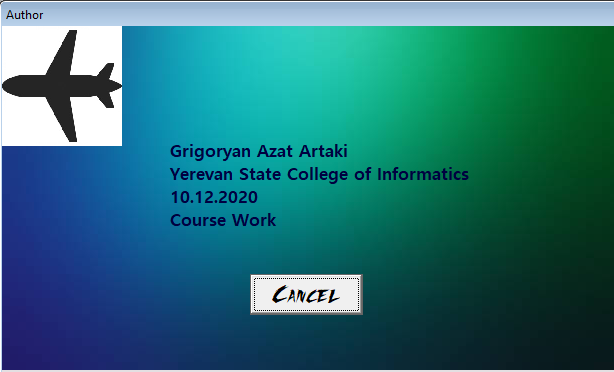 Author
Grigoryan Azat Artaki
Yerevan State College of Informatics
10.12.2020
Course Work
Cancel